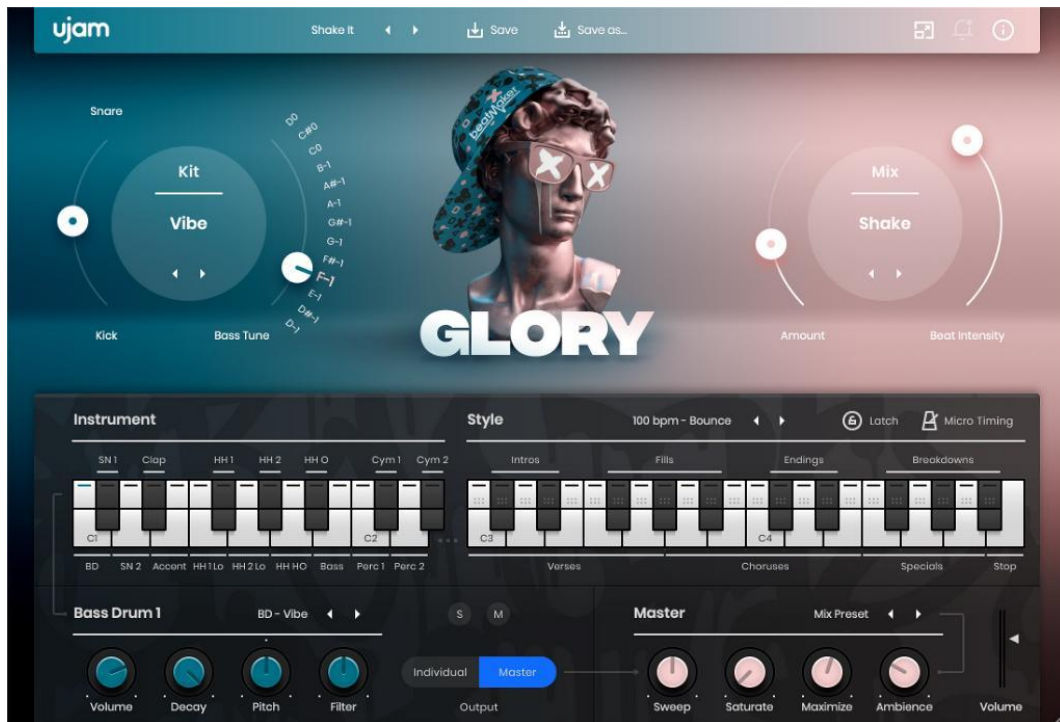 ujam
Shake It
Save
Save as...
Snare
Kit
Vibe
Kick
Bass Tune
D0
C#0
C0
B-1
A#-1
A-1
G#-1
G-1
F#-1
F-1
E-1
D#-1
D-1
beatMaker
GLORY
Mix
Shake
Amount
Beat Intensity
Instrument
Style
100 bpm - Bounce
Latch
Micro Timing
SN 1 Clap HH 1 HH 2 HH O Cym 1 Cym 2
Intros Fills Endings Breakdowns
C1 C2 C3 C4
BD SN 2 Accent HH 1 Lo HH 2 Lo HH HO Bass Perc 1 Perc 2
Verses Choruses Specials Stop
Bass Drum 1
BD - Vibe
S M
Master
Mix Preset
Individual Master
Volume Decay Pitch Filter
Output
Sweep Saturate Maximize Ambience
Volume